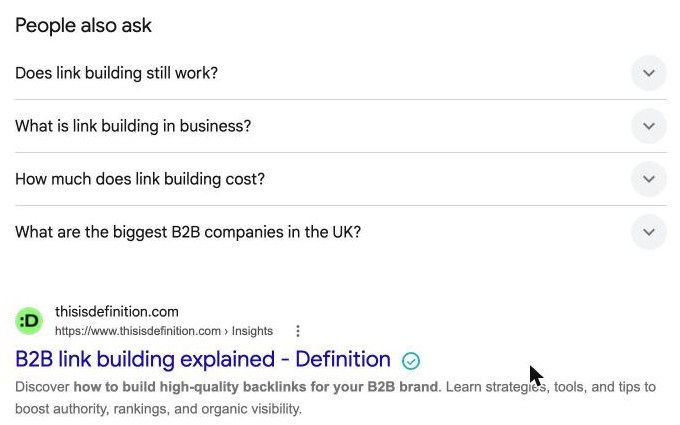 People also ask
Does link building still work?
What is link building in business?
How much does link building cost?
What are the biggest B2B companies in the UK?
:D
thisisdefinition.com
https://www.thisisdefinition.com › Insights
B2B link building explained - Definition
Discover how to build high-quality backlinks for your B2B brand. Learn strategies, tools, and tips to
boost authority, rankings, and organic visibility.